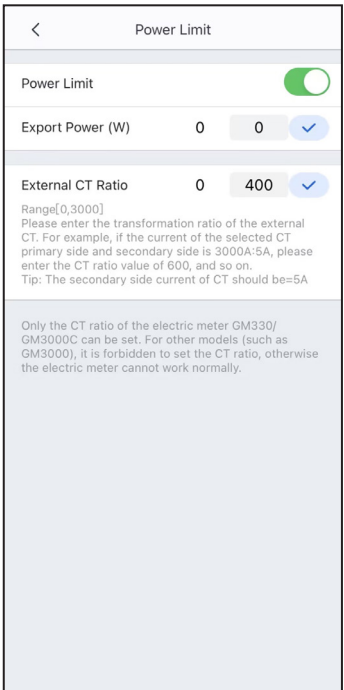 Power Limit
Power Limit
Export Power (W) 0 0
External CT Ratio 0 400
Range[0,3000]
Please enter the transformation ratio of the external
CT. For example, if the current of the selected CT
primary side and secondary side is 3000A:5A, please
enter the CT ratio value of 600, and so on.
Tip: The secondary side current of CT should be=5A
Only the CT ratio of the electric meter GM330/
GM3000C can be set. For other models (such as
GM3000), it is forbidden to set the CT ratio, otherwise
the electric meter cannot work normally.